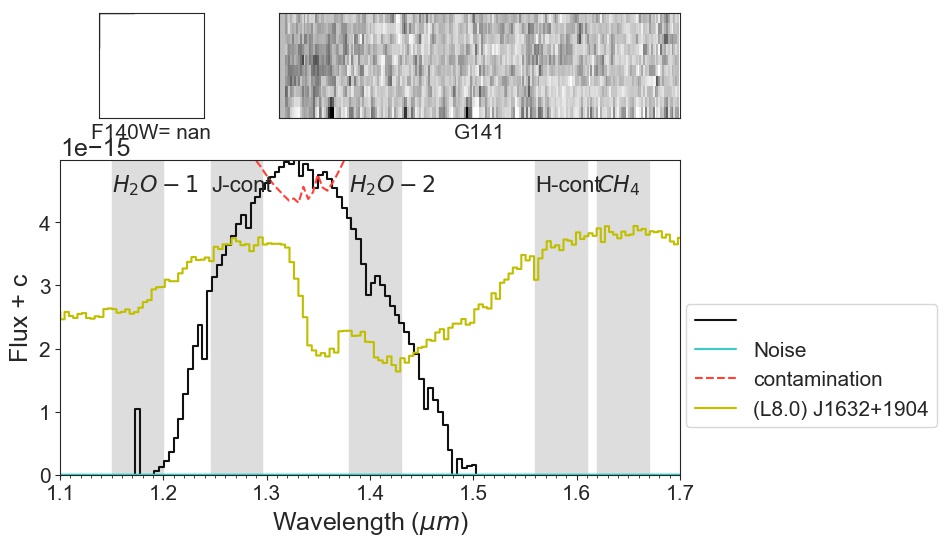 F140W= nan
G141
1e−15
H₂O − 1
J-cont
H₂O − 2
H-cont
CH₄
4
3
2
1
0
Flux + c
1.1 1.2 1.3 1.4 1.5 1.6 1.7
Wavelength (μm)
Noise
contamination
(L8.0) J1632+1904